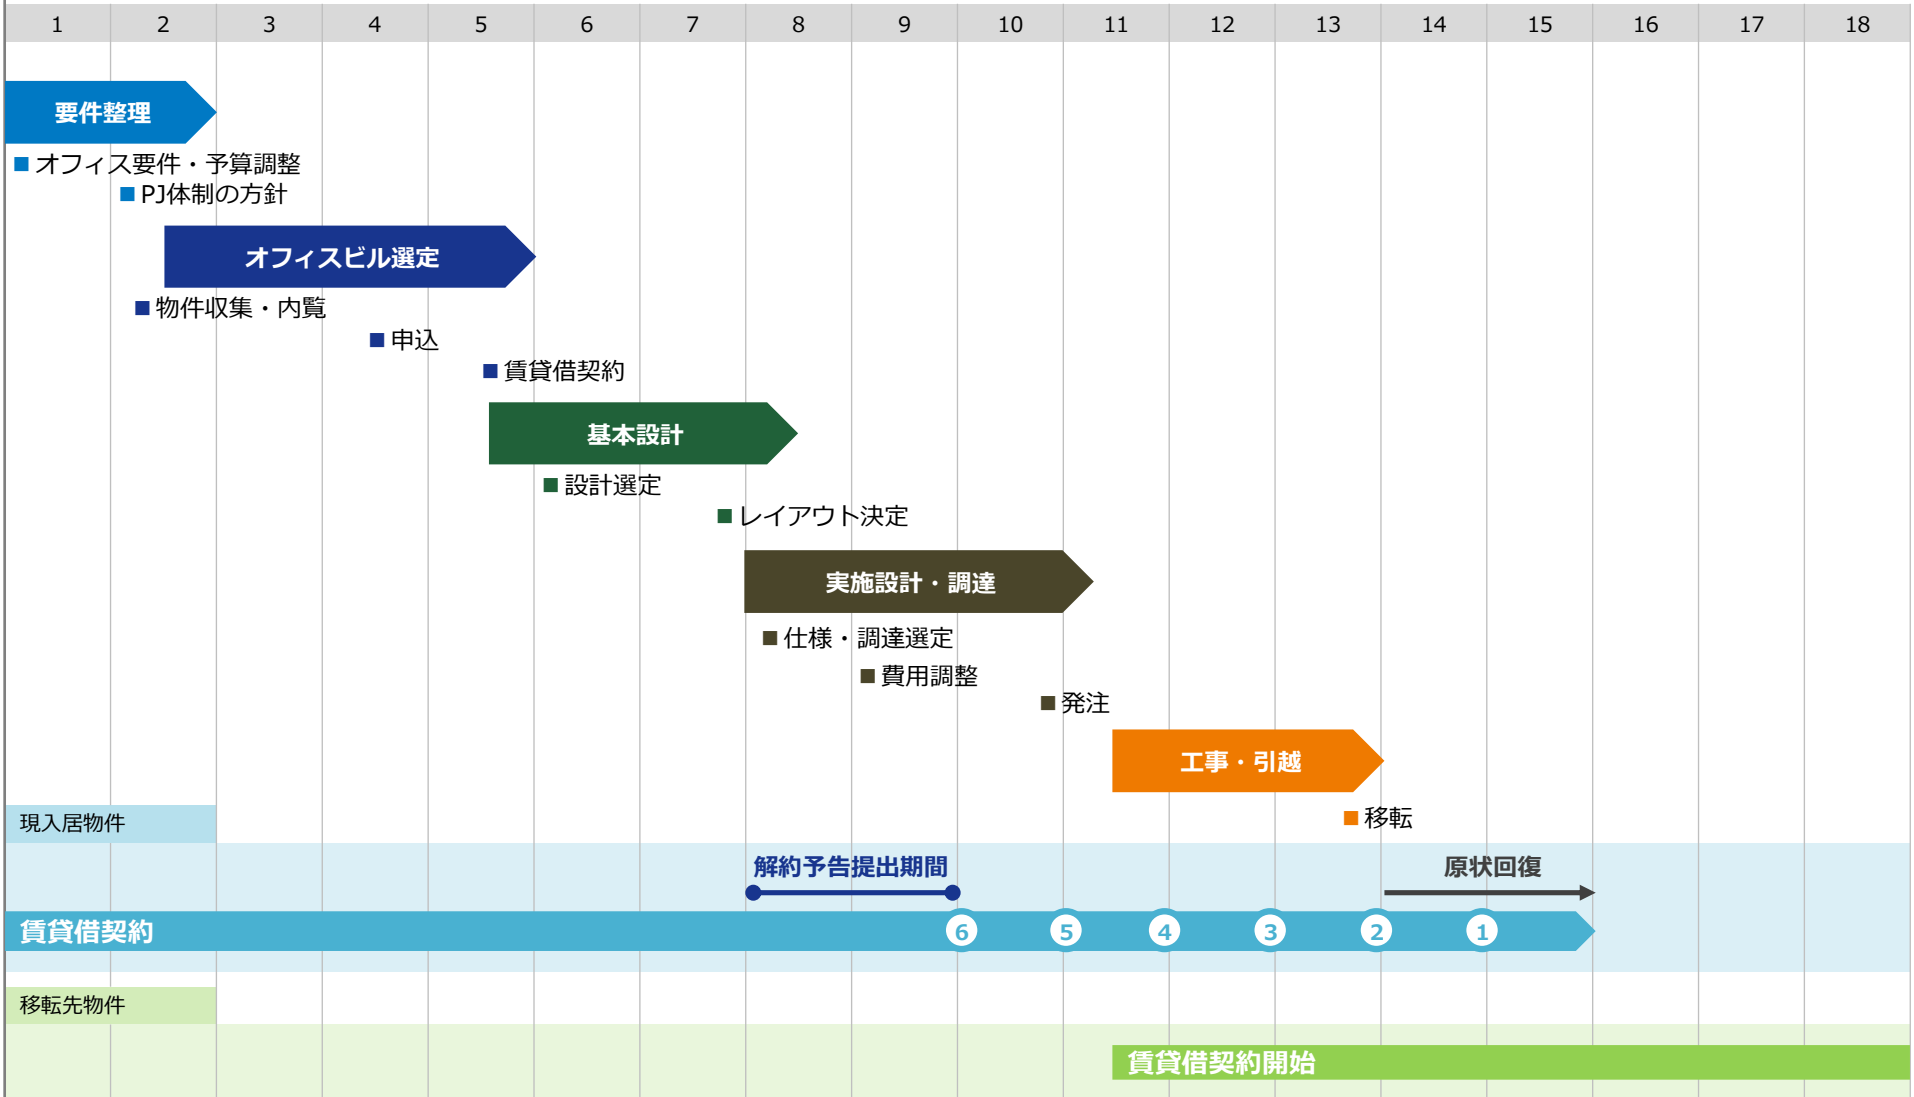 1 2 3 4 5 6 7 8 9 10 11 12 13 14 15 16 17 18
要件整理
■オフィス要件・予算調整
■PJ体制の方針
オフィスビル選定
■物件収集・内覧
■申込
■賃貸借契約
基本設計
■設計選定
■レイアウト決定
実施設計・調達
■仕様・調達選定
■費用調整
■発注
工事・引越
■移転
現入居物件
解約予告提出期間 原状回復
賃貸借契約 ⑥ ⑤ ④ ③ ② ①
移転先物件
賃貸借契約開始